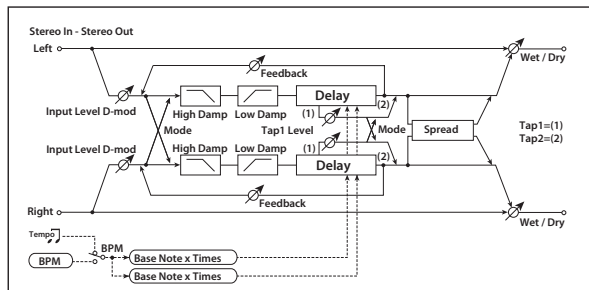 Stereo In - Stereo Out
Left
Wet / Dry
Feedback
Input Level D-mod
High Damp
Low Damp
Delay
(1)
(2)
Mode
Tap1 Level
Mode
Spread
Tap1=(1)
Tap2=(2)
Input Level D-mod
High Damp
Low Damp
(1)
Delay
(2)
Feedback
Right
Wet / Dry
Tempo
BPM
BPM
Base Note x Times
Base Note x Times